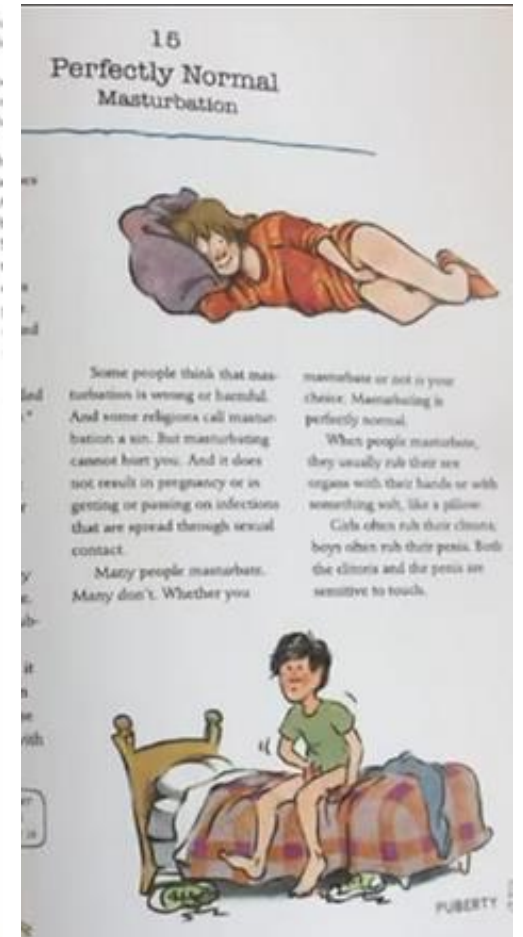 15
Perfectly Normal
Masturbation
Some people think that mas-
turbation is wrong or harmful.
And some religions call mastur-
bation a sin. But masturbating
cannot hurt you. And it does
not result in pregnancy or in
getting or passing on infections
that are spread through sexual
contact.
Many people masturbate.
Many don't. Whether you
masturbate or not is your
choice. Masturbating is
perfectly normal.
When people masturbate,
they usually rub their sex
organs with their hands or with
something soft, like a pillow.
Girls often rub their clitoris;
boys often rub their penis. Both
the clitoris and the penis are
sensitive to touch.
PUBERTY